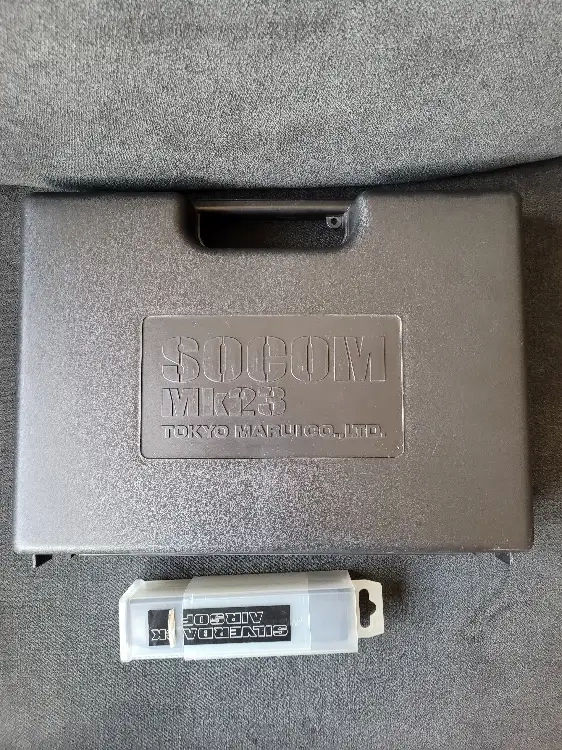 SOCOM
Mk23
TOKYO MARUI CO., LTD.
SILVERBACK
AIRSOFT